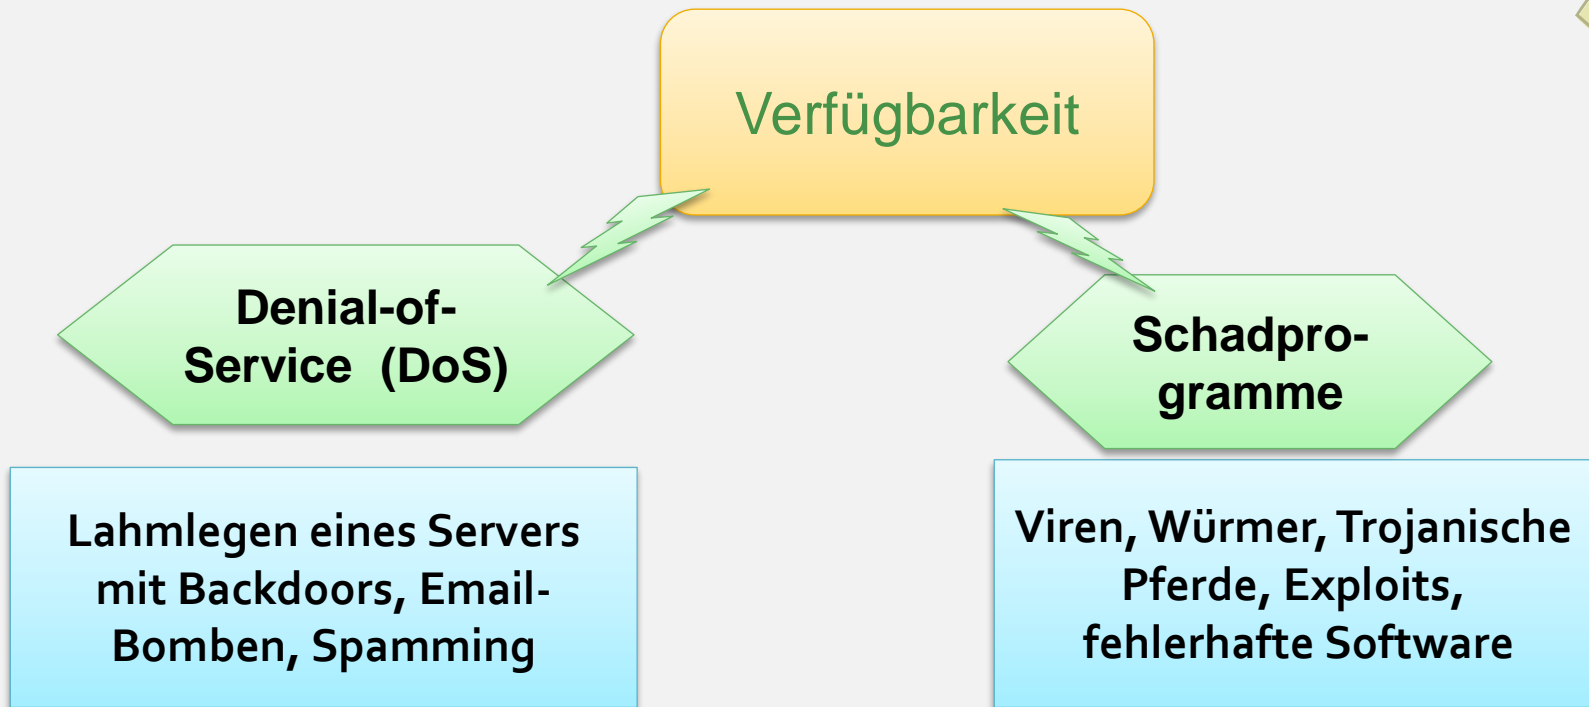 Verfügbarkeit
Denial-of-
Service (DoS)
Lahmlegen eines Servers
mit Backdoors, Email-
Bomben, Spamming
Schadpro-
gramme
Viren, Würmer, Trojanische
Pferde, Exploits,
fehlerhafte Software